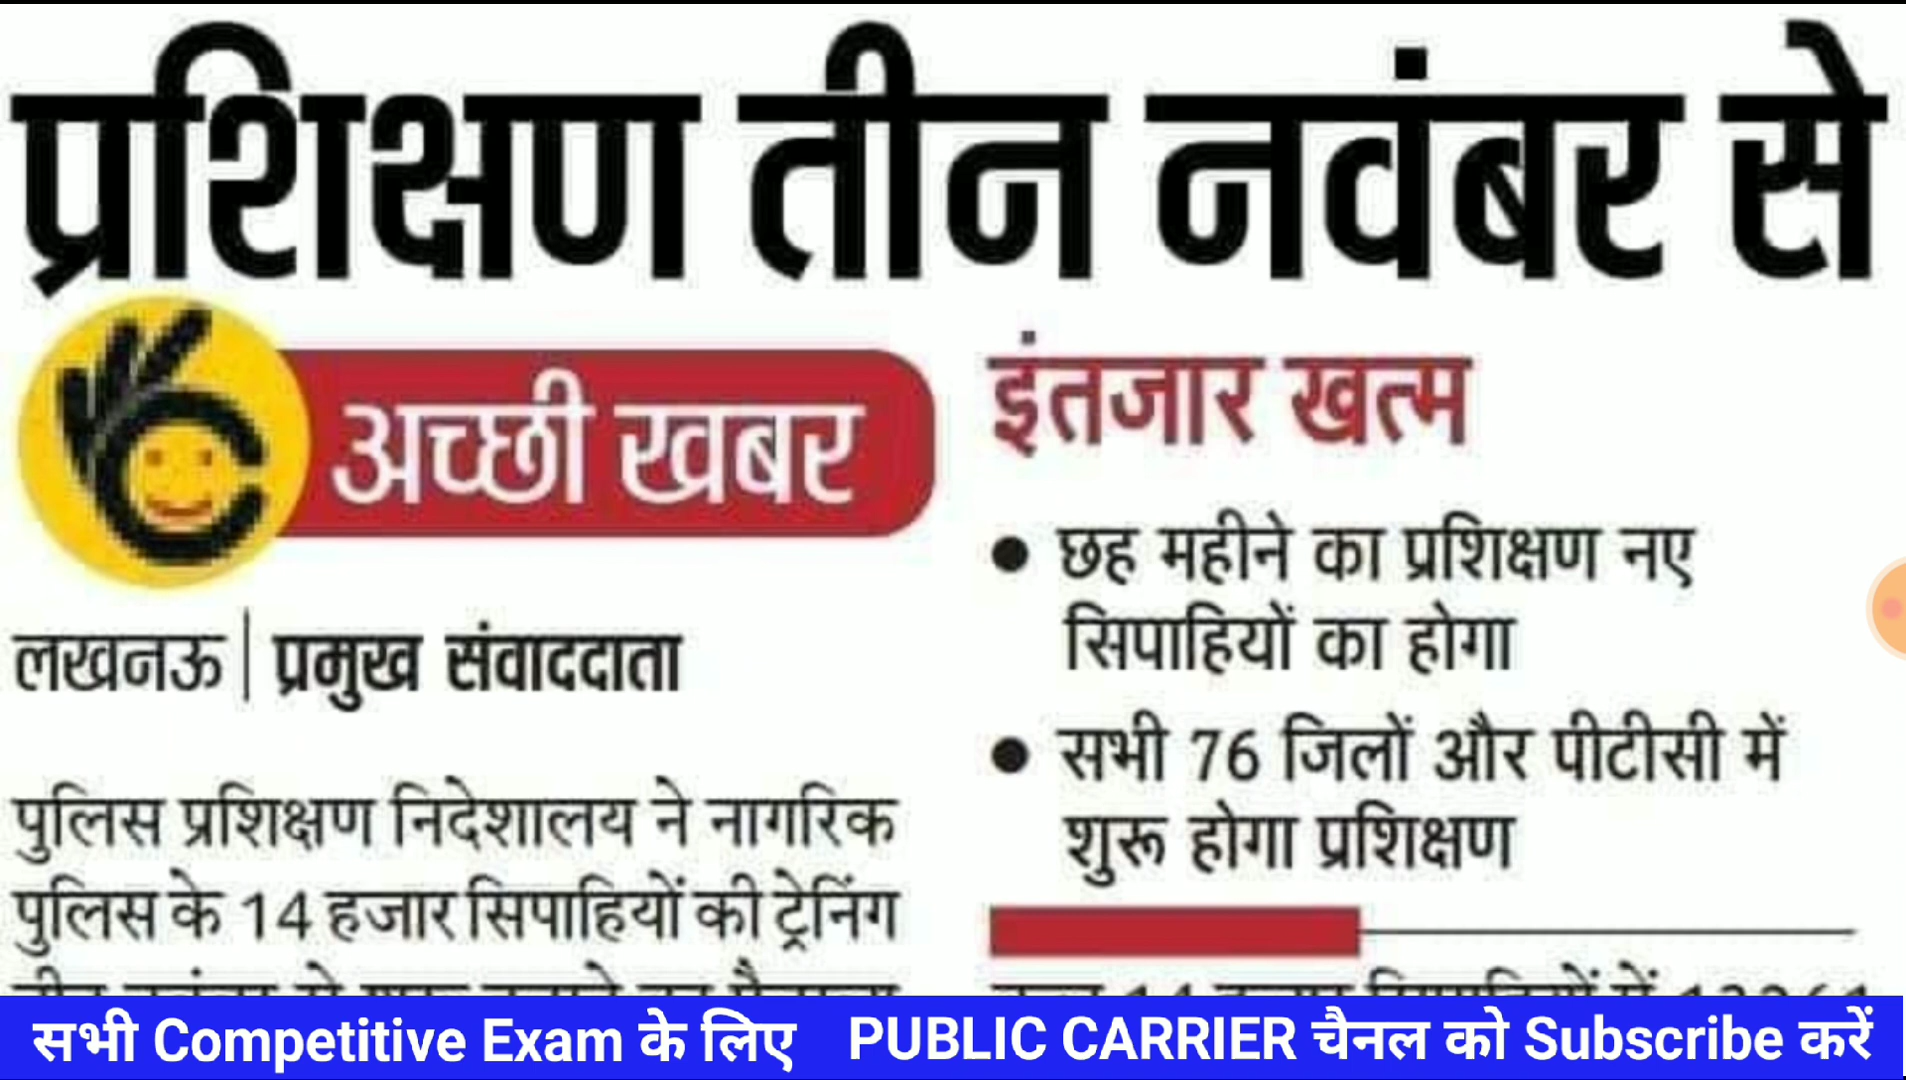 प्रशिक्षण तीन नवंबर से
अच्छी खबर
लखनऊ | प्रमुख संवाददाता
पुलिस प्रशिक्षण निदेशालय ने नागरिक
पुलिस के 14 हजार सिपाहियों की ट्रेनिंग
इंतजार खत्म
• छह महीने का प्रशिक्षण नए
सिपाहियों का होगा
• सभी 76 जिलों और पीटीसी में
शुरू होगा प्रशिक्षण
सभी Competitive Exam के लिए PUBLIC CARRIER चैनल को Subscribe करें